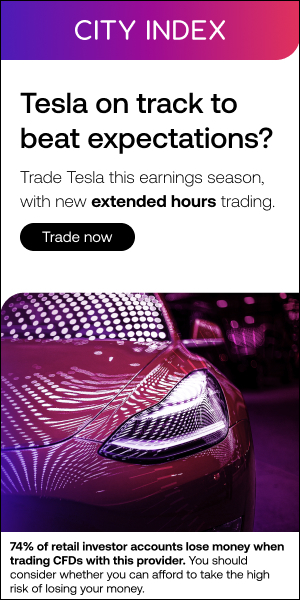 CITY INDEX
Tesla on track to
beat expectations?
Trade Tesla this earnings season,
with new extended hours trading.
Trade now
74% of retail investor accounts lose money when
trading CFDs with this provider. You should
consider whether you can afford to take the high
risk of losing your money.